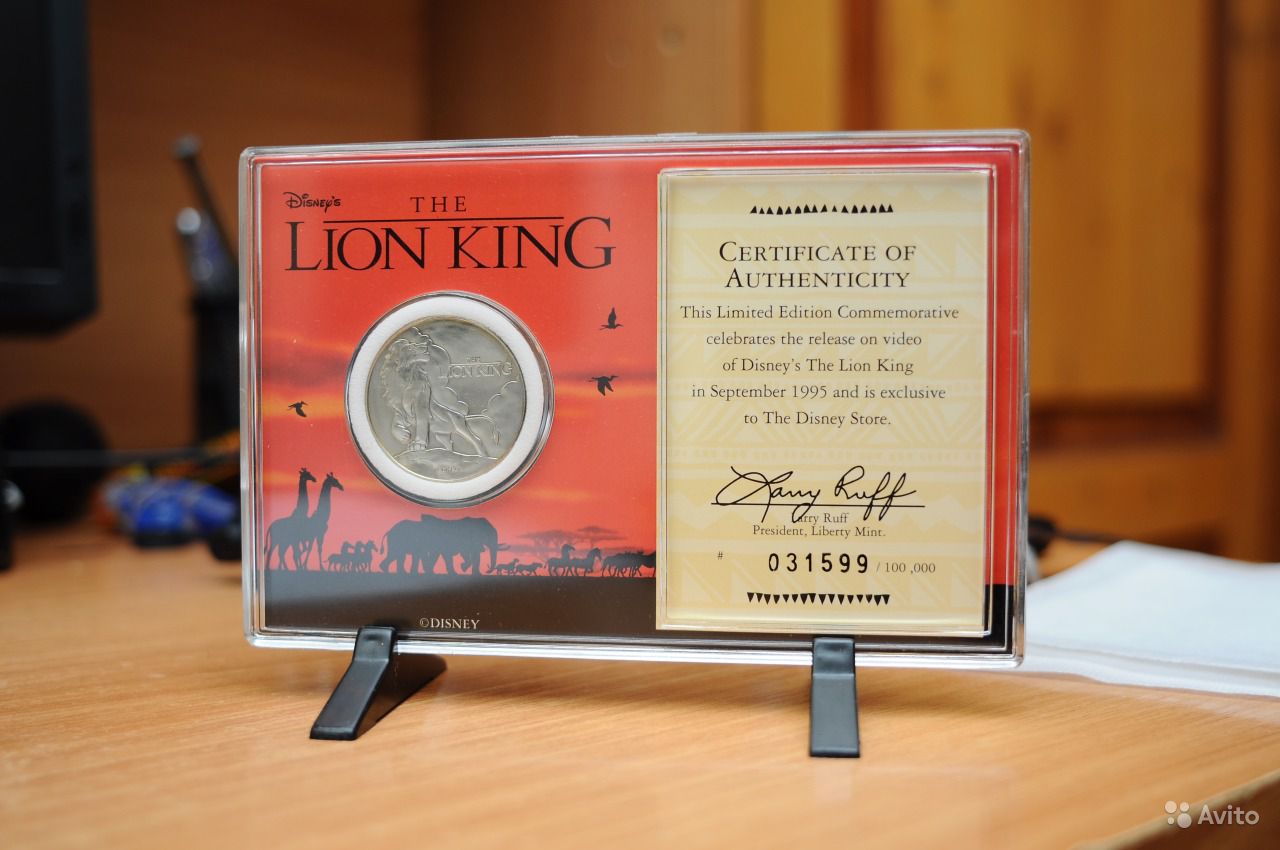 Disney's
THE
LION KING
THE
LION KING
©DISNEY
CERTIFICATE OF
AUTHENTICITY
This Limited Edition Commemorative
celebrates the release on video
of Disney's The Lion King
in September 1995 and is exclusive
to The Disney Store.
Larry Ruff
Larry Ruff
President, Liberty Mint.
# 031599 / 100 ,000
Avito